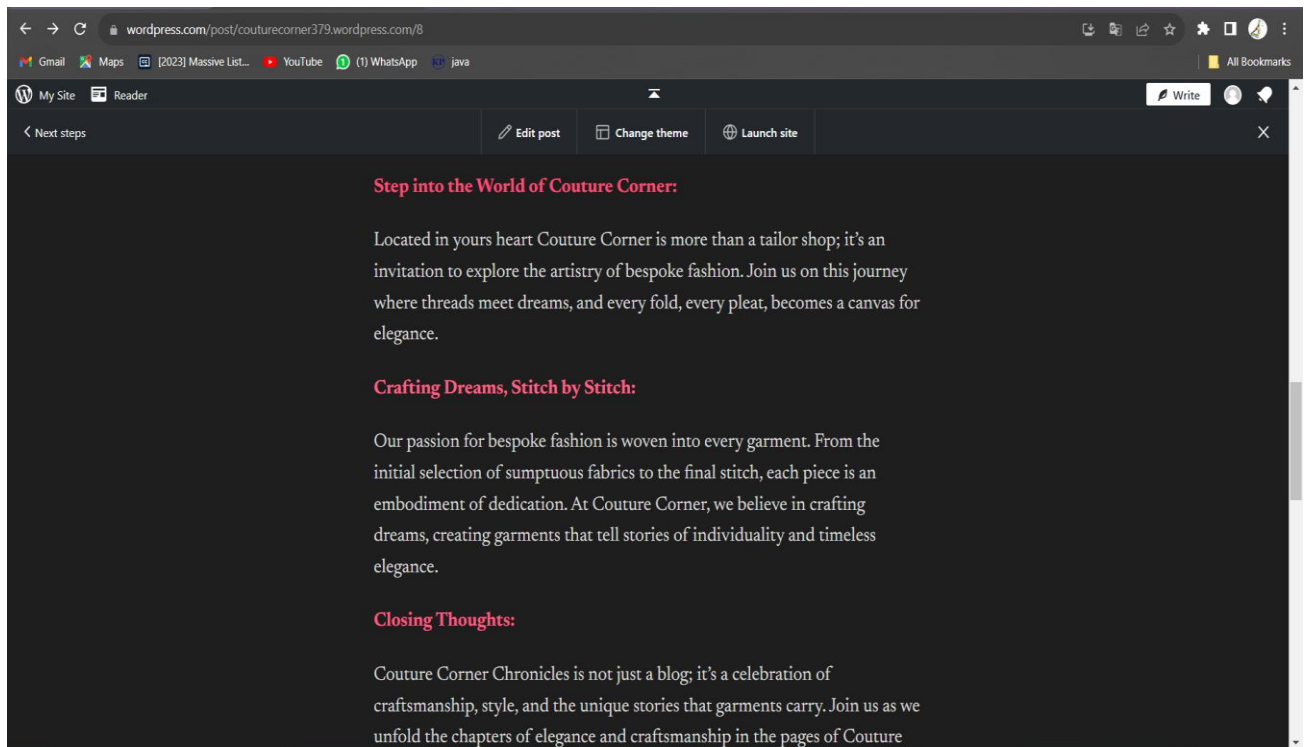 wordpress.com/post/couturecorner379.wordpress.com/8
Gmail Maps [2023] Massive List... YouTube (1) WhatsApp java All Bookmarks
My Site Reader Write
Next steps Edit post Change theme Launch site
Step into the World of Couture Corner:
Located in yours heart Couture Corner is more than a tailor shop; it's an
invitation to explore the artistry of bespoke fashion. Join us on this journey
where threads meet dreams, and every fold, every pleat, becomes a canvas for
elegance.
Crafting Dreams, Stitch by Stitch:
Our passion for bespoke fashion is woven into every garment. From the
initial selection of sumptuous fabrics to the final stitch, each piece is an
embodiment of dedication. At Couture Corner, we believe in crafting
dreams, creating garments that tell stories of individuality and timeless
elegance.
Closing Thoughts:
Couture Corner Chronicles is not just a blog; it's a celebration of
craftsmanship, style, and the unique stories that garments carry. Join us as we
unfold the chapters of elegance and craftsmanship in the pages of Couture